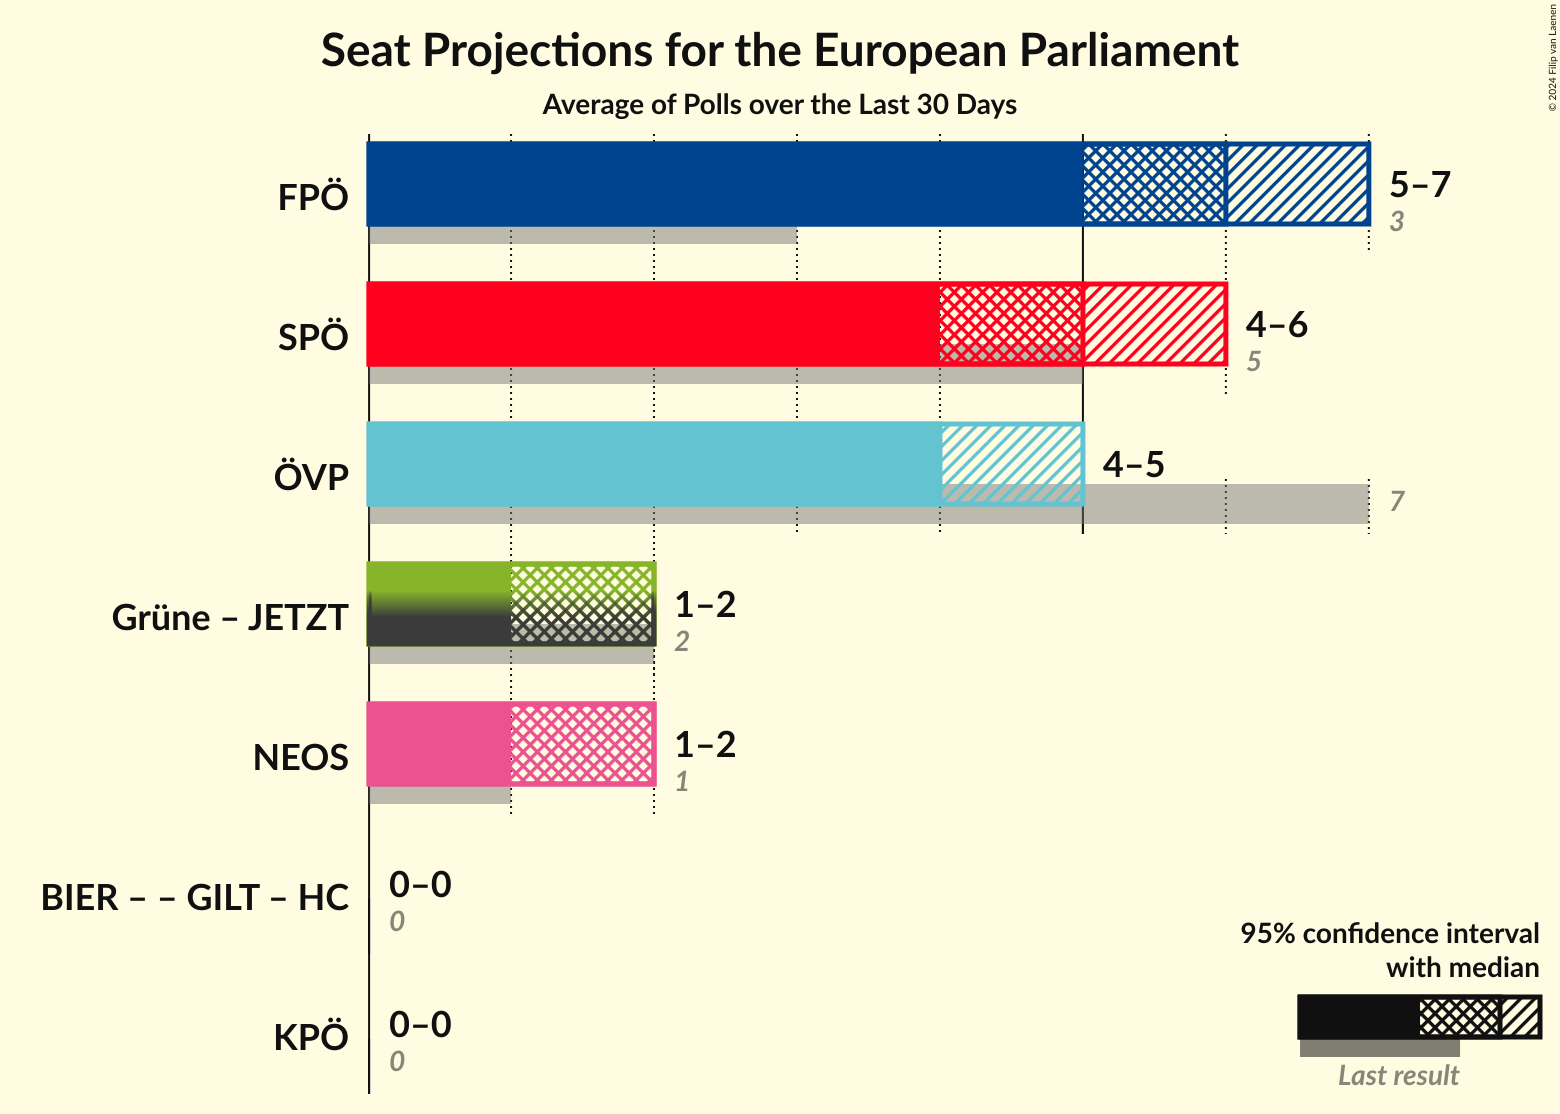 Seat Projections for the European Parliament
Average of Polls over the Last 30 Days
© 2024 Filip van Laenen
FPÖ
5–7
3
SPÖ
4–6
5
ÖVP
4–5
7
Grüne – JETZT
1–2
2
NEOS
1–2
1
BIER – – GILT – HC
0–0
0
KPÖ
0–0
0
95% confidence interval
with median
Last result